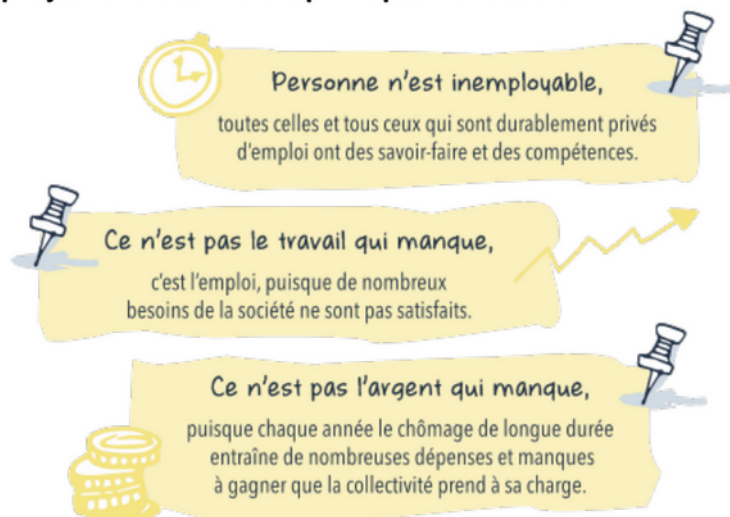 Personne n'est inemployable,
toutes celles et tous ceux qui sont durablement privés
d'emploi ont des savoir-faire et des compétences.
Ce n'est pas le travail qui manque,
c'est l'emploi, puisque de nombreux
besoins de la société ne sont pas satisfaits.
Ce n'est pas l'argent qui manque,
puisque chaque année le chômage de longue durée
entraîne de nombreuses dépenses et manques
à gagner que la collectivité prend à sa charge.